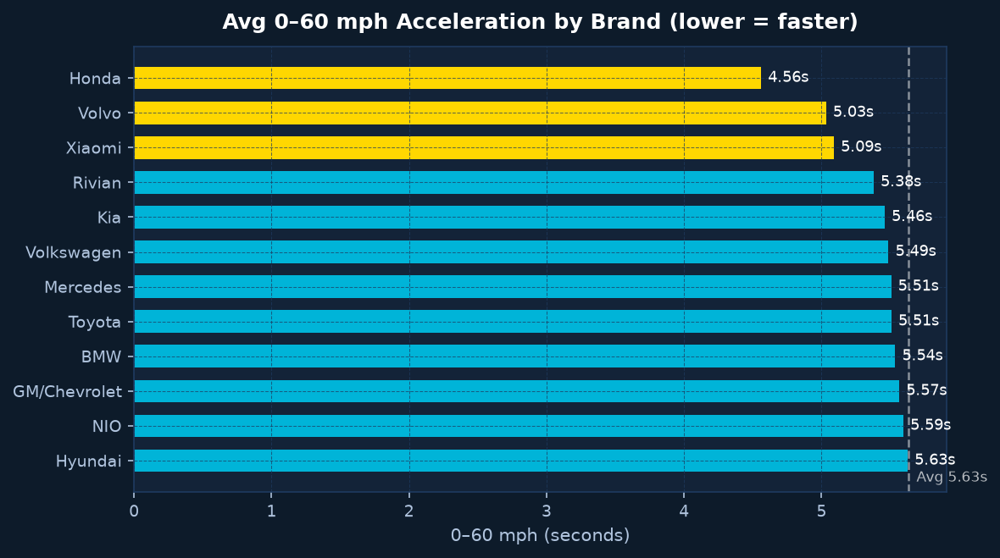 Avg 0–60 mph Acceleration by Brand (lower = faster)
Honda 4.56s
Volvo 5.03s
Xiaomi 5.09s
Rivian 5.38s
Kia 5.46s
Volkswagen 5.49s
Mercedes 5.51s
Toyota 5.51s
BMW 5.54s
GM/Chevrolet 5.57s
NIO 5.59s
Hyundai 5.63s
Avg 5.63s
0 1 2 3 4 5
0–60 mph (seconds)